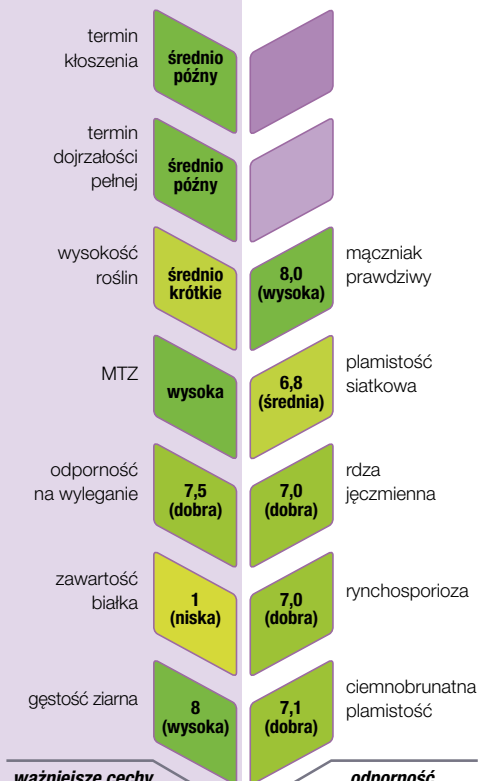 termin
kłoszenia
średnio
późny
termin
dojrzałości
pełnej
średnio
późny
wysokość
roślin
średnio
krótkie
8,0
(wysoka)
mączniak
prawdziwy
MTZ
wysoka
6,8
(średnia)
plamistość
siatkowa
odporność
na wyleganie
7,5
(dobra)
7,0
(dobra)
rdza
jęczmienna
zawartość
białka
1
(niska)
7,0
(dobra)
rynchosporioza
gęstość ziarna
8
(wysoka)
7,1
(dobra)
ciemnobrunatna
plamistość
ważniejsze cechy
odporność